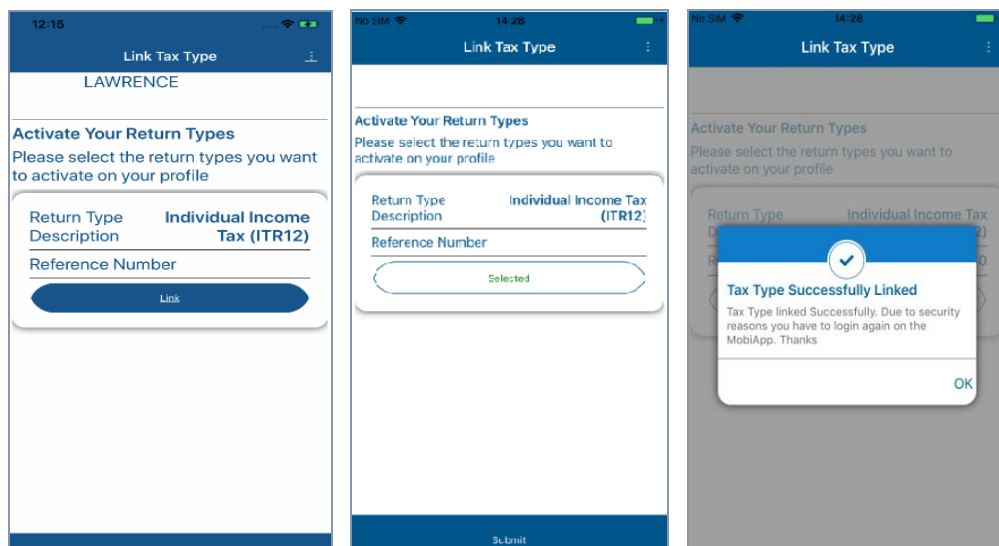 12:15
Link Tax Type
LAWRENCE
Activate Your Return Types
Please select the return types you want
to activate on your profile
Return Type
Description
Individual Income
Tax (ITR12)
Reference Number
Link
No SIM
14:28
Link Tax Type
Activate Your Return Types
Please select the return types you want to
activate on your profile
Return Type
Description
Individual Income Tax
(ITR12)
Reference Number
Selected
Submit
No SIM
14:28
Link Tax Type
Activate Your Return Types
Please select the return types you want to
activate on your profile
Return Type
Individual Income Tax
Tax Type Successfully Linked
Tax Type linked Successfully. Due to security
reasons you have to login again on the
MobiApp. Thanks
OK